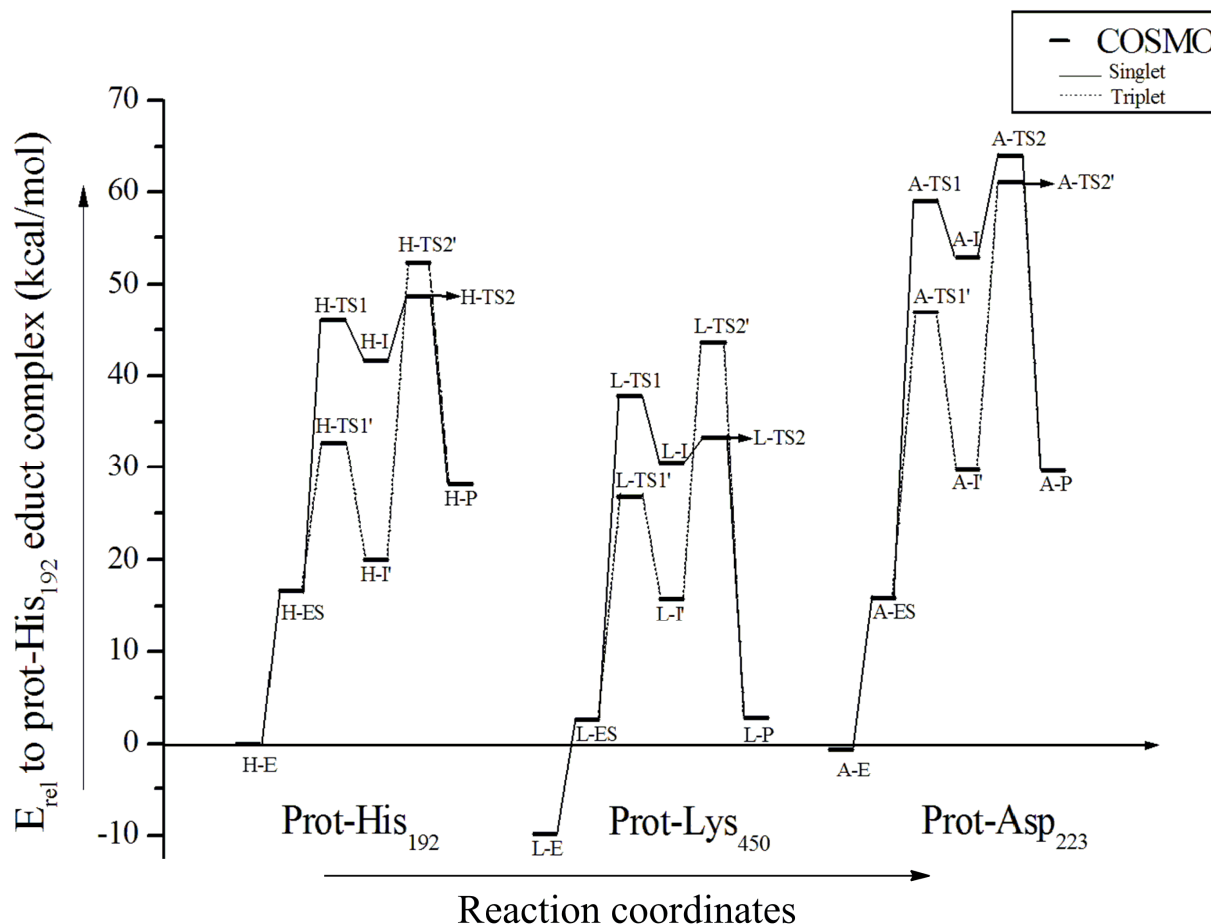 COSMO
Singlet
Triplet
E_rel to prot-His_192 educt complex (kcal/mol)
70
60
50
40
30
20
10
0
-10
H-E
H-ES
H-TS1
H-TS1'
H-I
H-I'
H-TS2'
H-TS2
H-P
L-E
L-ES
L-TS1
L-TS1'
L-I
L-I'
L-TS2'
L-TS2
L-P
A-E
A-ES
A-TS1
A-TS1'
A-I
A-I'
A-TS2
A-TS2'
A-P
Prot-His_192
Prot-Lys_450
Prot-Asp_223
Reaction coordinates